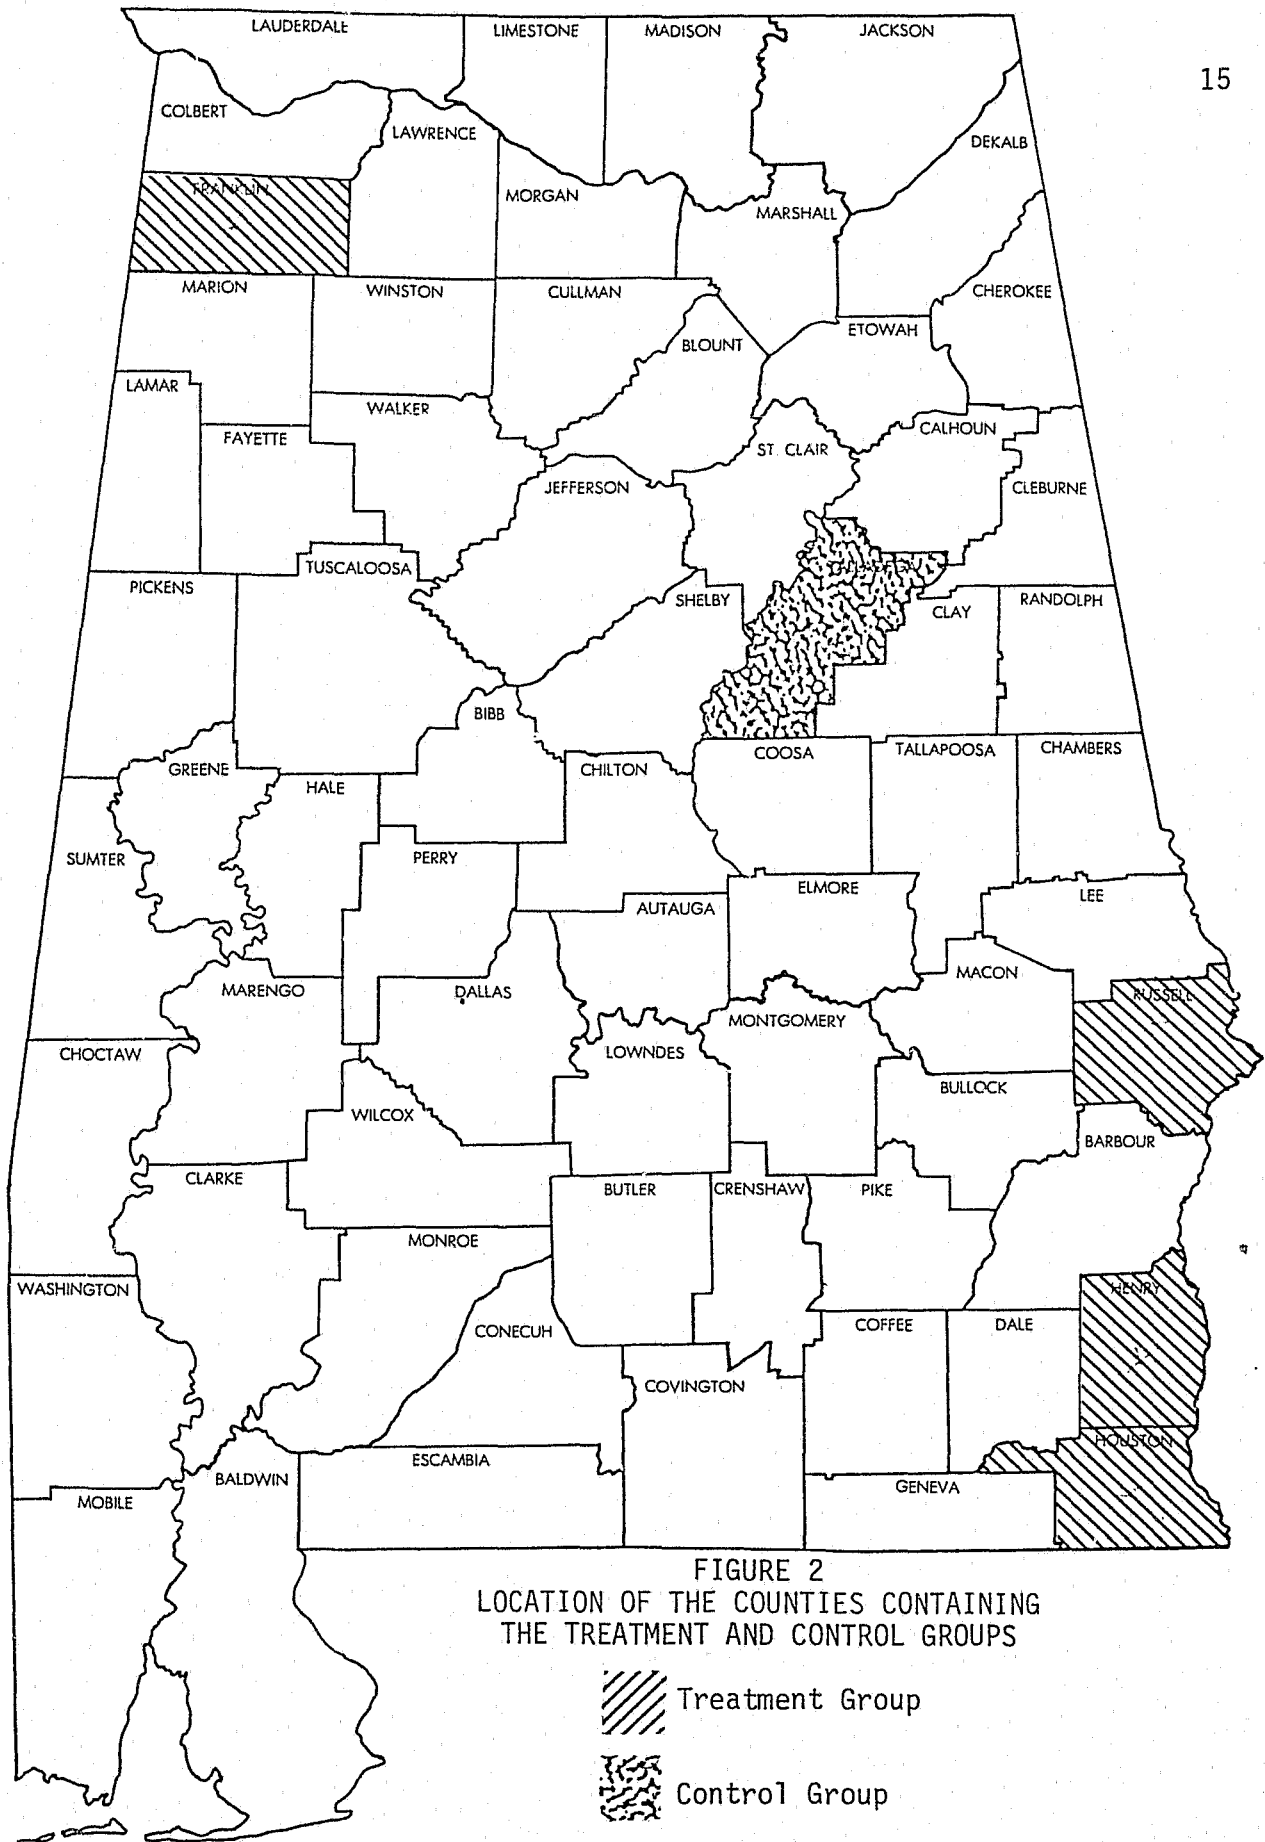 LAUDERDALE LIMESTONE MADISON JACKSON
15
COLBERT
LAWRENCE
DEKALB
FRANKLIN
MORGAN
MARSHALL
MARION WINSTON CULLMAN CHEROKEE
ETOWAH
BLOUNT
LAMAR
WALKER
FAYETTE
CALHOUN
ST. CLAIR
JEFFERSON
CLEBURNE
TUSCALOOSA
TALLADEGA
PICKENS
SHELBY
CLAY
RANDOLPH
BIBB
COOSA TALLAPOOSA CHAMBERS
GREENE
CHILTON
HALE
SUMTER
PERRY
ELMORE
LEE
AUTAUGA
MACON
MARENGO
DALLAS
RUSSELL
MONTGOMERY
CHOCTAW
LOWNDES
BULLOCK
WILCOX
BARBOUR
CLARKE
BUTLER CRENSHAW PIKE
MONROE
WASHINGTON
HENRY
CONECUH
COFFEE DALE
COVINGTON
HOUSTON
ESCAMBIA
BALDWIN
GENEVA
MOBILE
FIGURE 2
LOCATION OF THE COUNTIES CONTAINING
THE TREATMENT AND CONTROL GROUPS
Treatment Group
Control Group